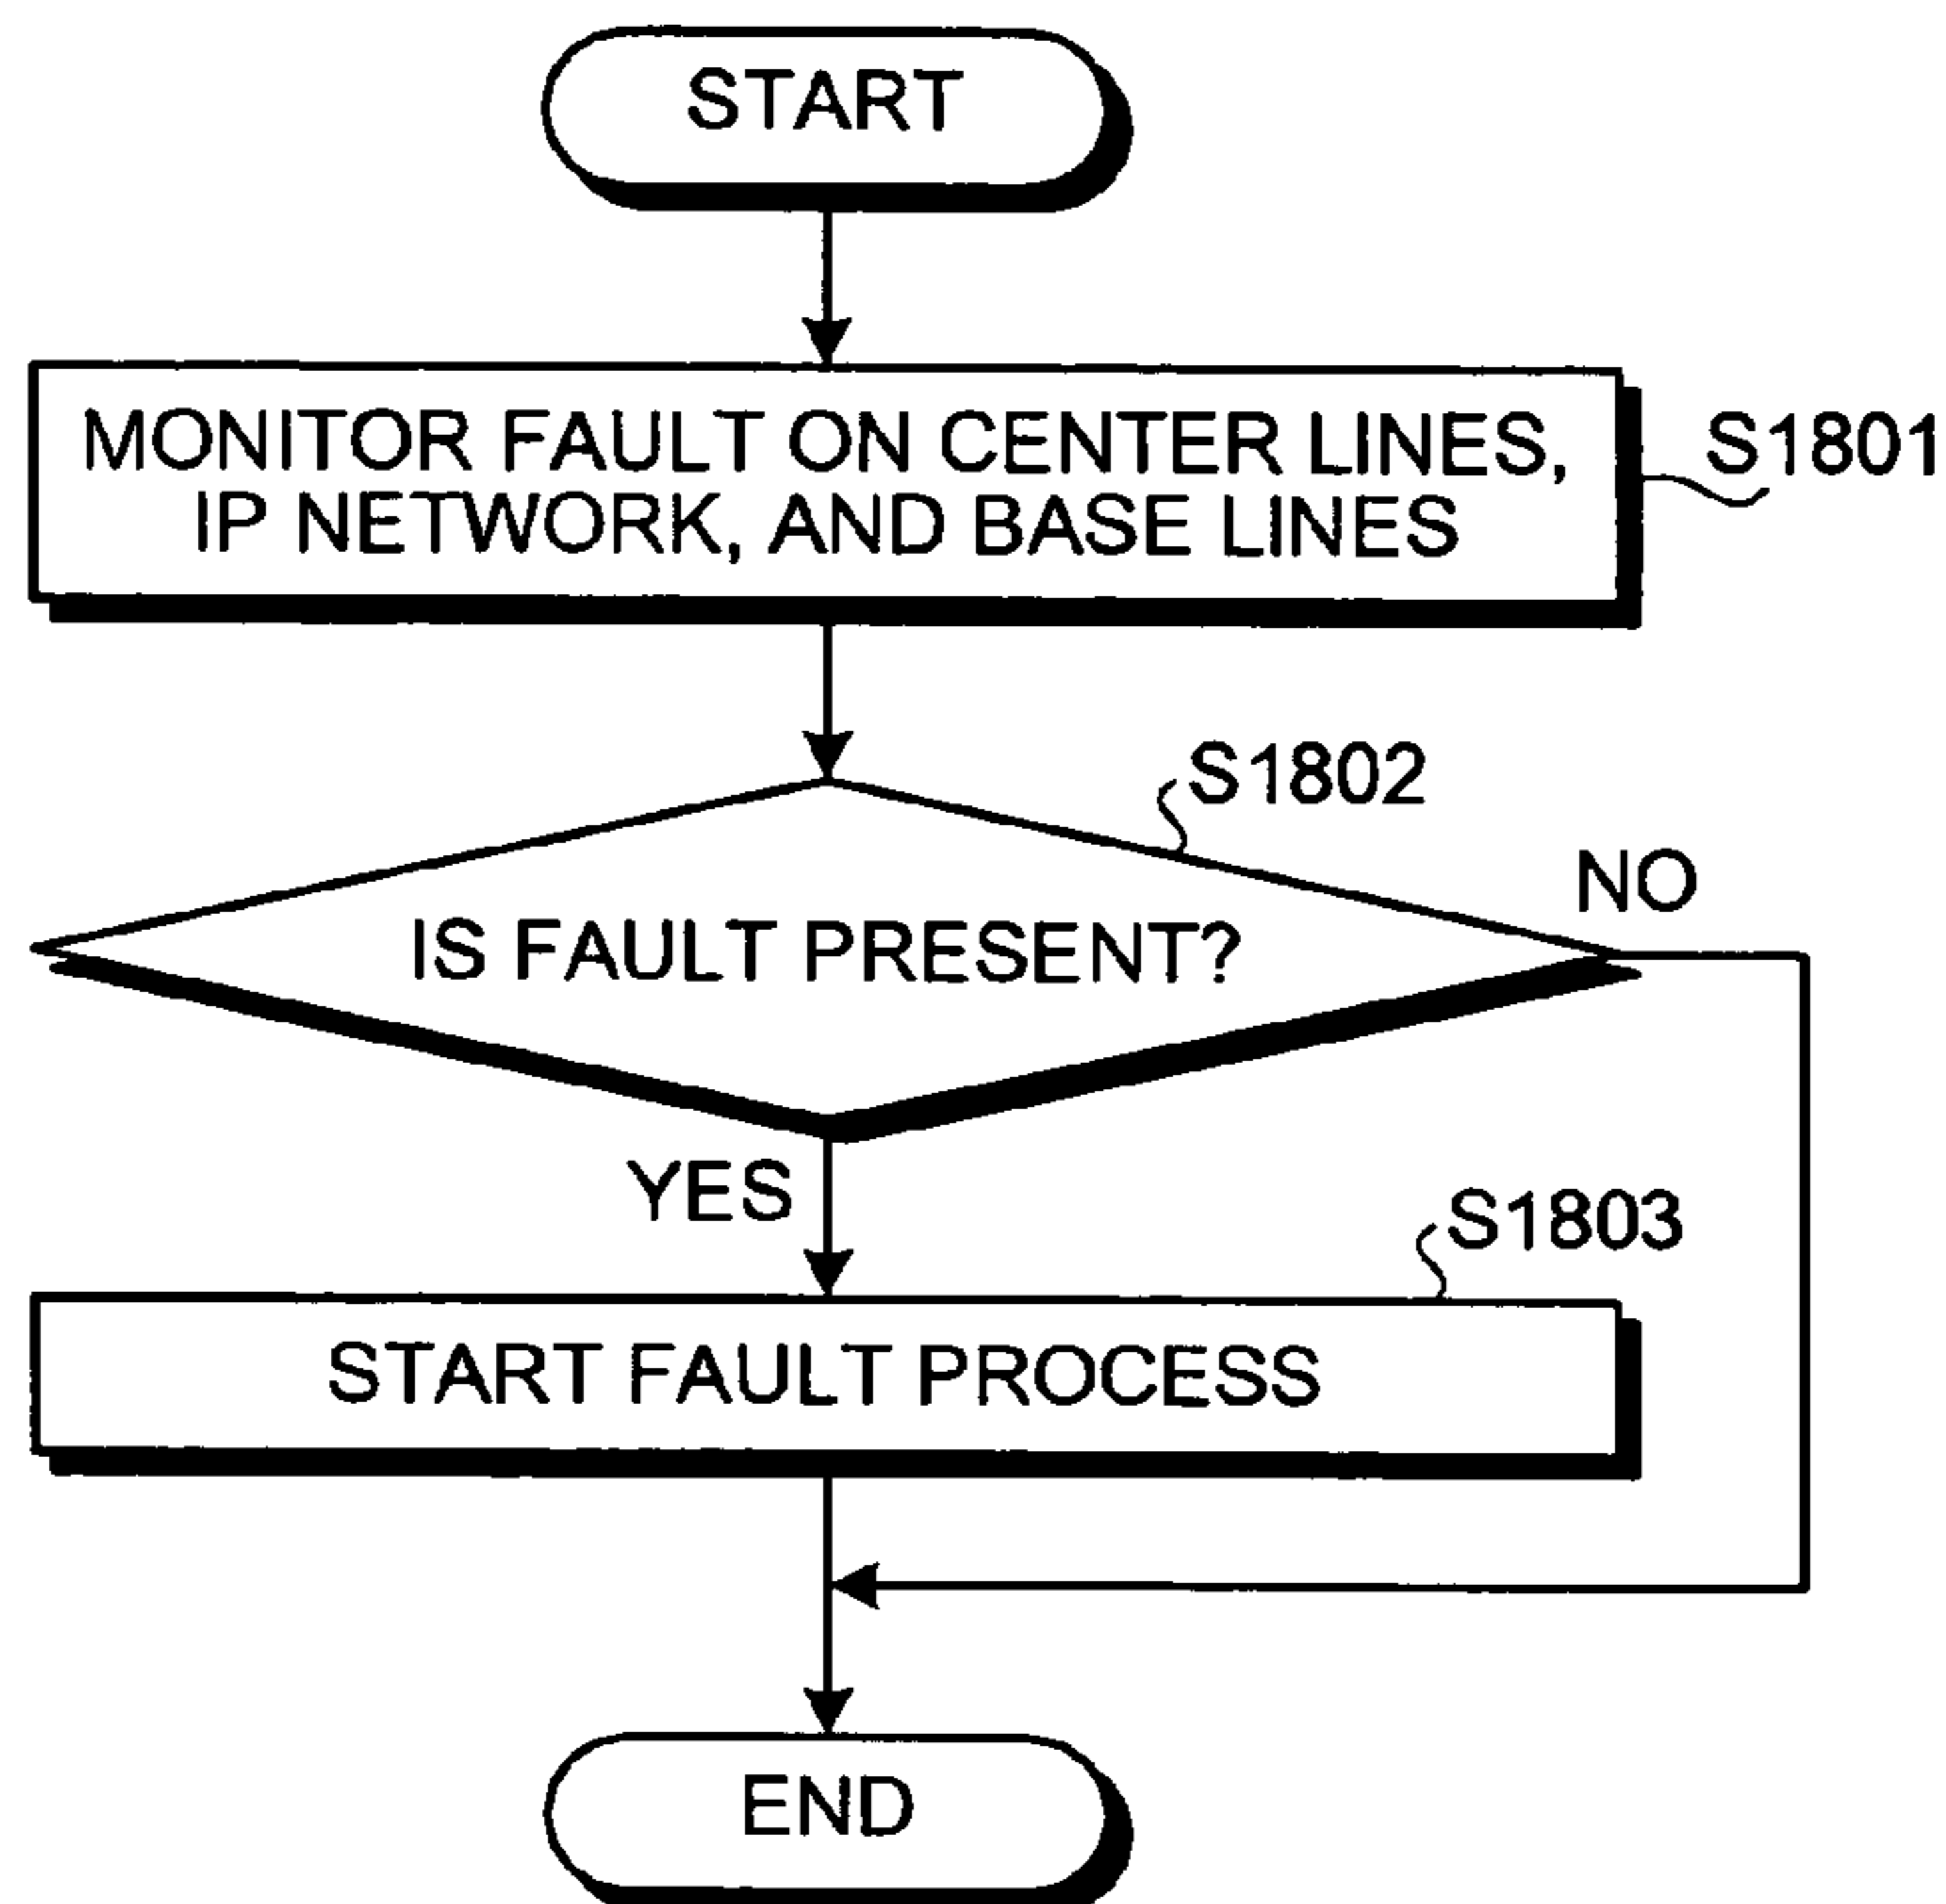 START
MONITOR FAULT ON CENTER LINES,
IP NETWORK, AND BASE LINES
S1801
S1802
IS FAULT PRESENT?
NO
YES
S1803
START FAULT PROCESS
END